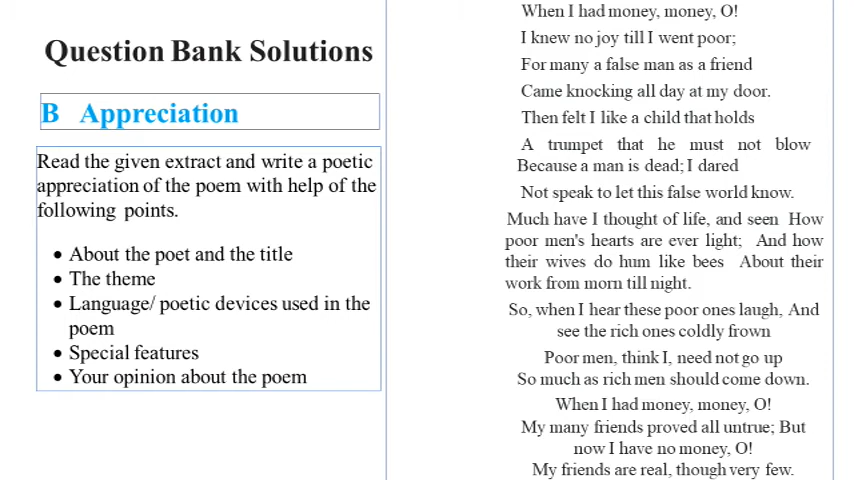 Question Bank Solutions
B Appreciation
Read the given extract and write a poetic
appreciation of the poem with help of the
following points.
• About the poet and the title
• The theme
• Language/ poetic devices used in the
poem
• Special features
• Your opinion about the poem
When I had money, money, O!
I knew no joy till I went poor;
For many a false man as a friend
Came knocking all day at my door.
Then felt I like a child that holds
A trumpet that he must not blow
Because a man is dead; I dared
Not speak to let this false world know.
Much have I thought of life, and seen How
poor men's hearts are ever light; And how
their wives do hum like bees About their
work from morn till night.
So, when I hear these poor ones laugh, And
see the rich ones coldly frown
Poor men, think I, need not go up
So much as rich men should come down.
When I had money, money, O!
My many friends proved all untrue; But
now I have no money, O!
My friends are real, though very few.